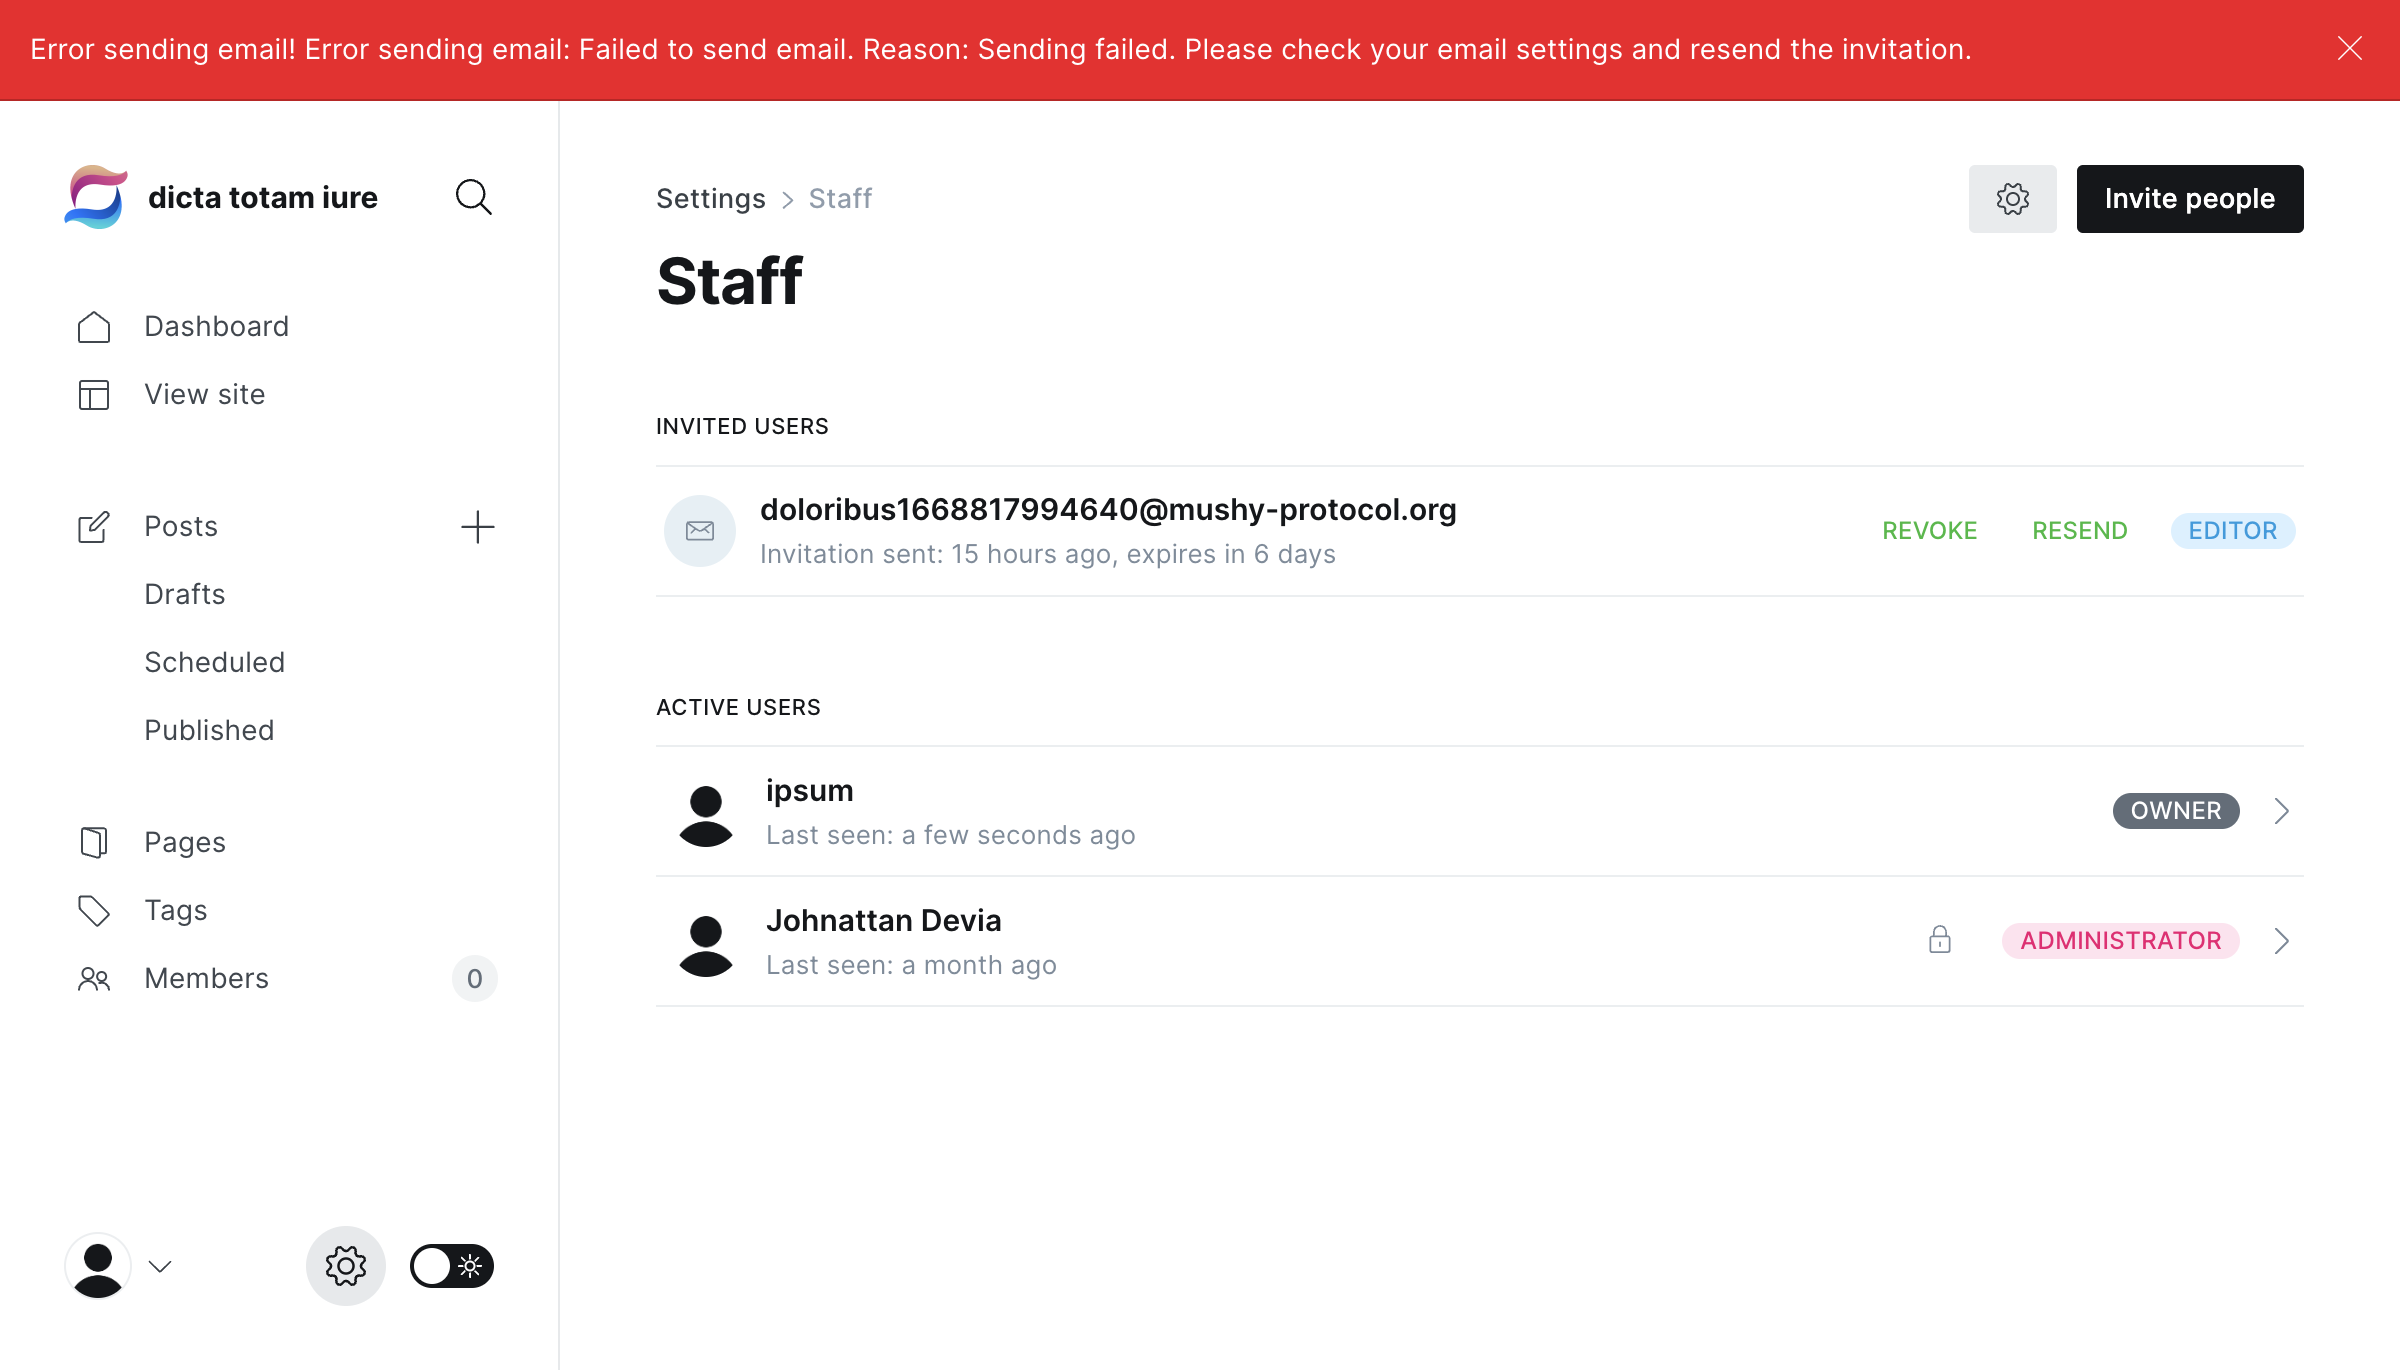 Error sending email! Error sending email: Failed to send email. Reason: Sending failed. Please check your email settings and resend the invitation.
dicta totam iure
Dashboard
View site
Posts
Drafts
Scheduled
Published
Pages
Tags
Members
0
Settings
Staff
Invite people
Staff
INVITED USERS
doloribus1668817994640@mushy-protocol.org
Invitation sent: 15 hours ago, expires in 6 days
REVOKE
RESEND
EDITOR
ACTIVE USERS
ipsum
Last seen: a few seconds ago
OWNER
Johnattan Devia
Last seen: a month ago
ADMINISTRATOR